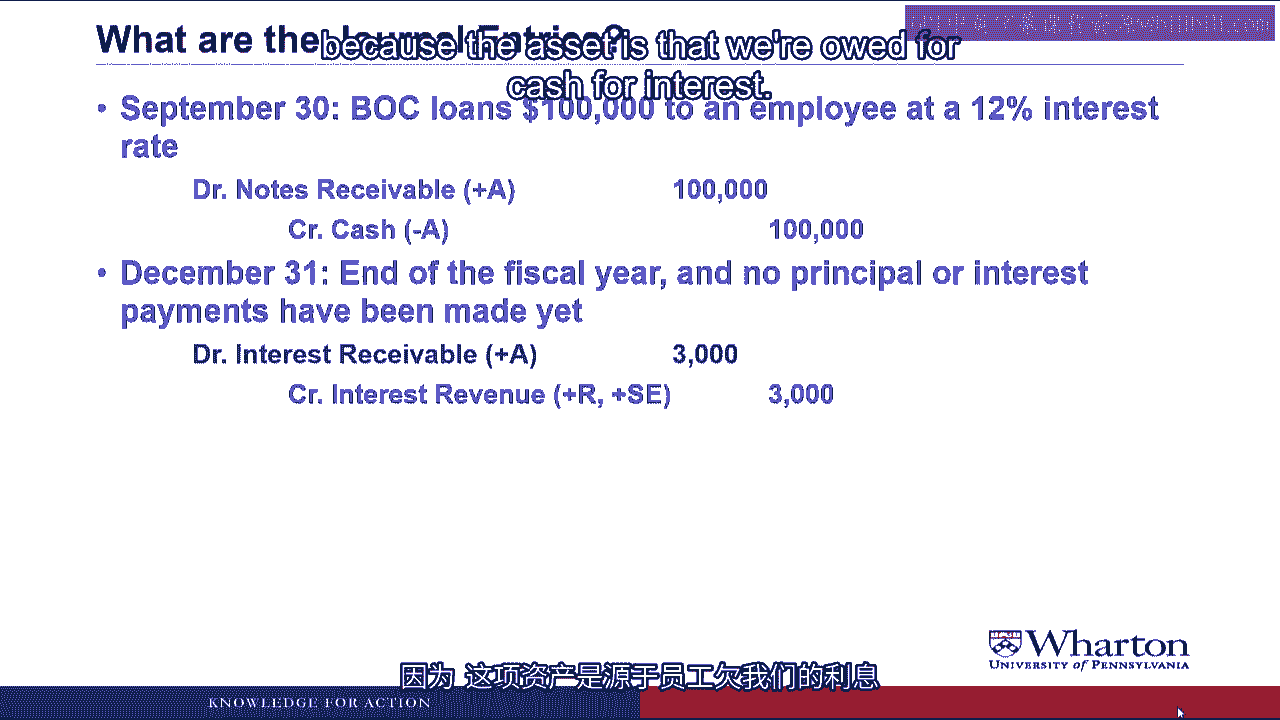 What are the Journal Entries?
because the asset is that we're owed for
cash for interest.
• September 30: BOC loans $100,000 to an employee at a 12% interest
rate
Dr. Notes Receivable (+A) 100,000
Cr. Cash (-A) 100,000
• December 31: End of the fiscal year, and no principal or interest
payments have been made yet
Dr. Interest Receivable (+A) 3,000
Cr. Interest Revenue (+R, +SE) 3,000
Wharton
UNIVERSITY of PENNSYLVANIA
因为 这项资产是源于员工欠我们的利息
KNOWLEDGE FOR ACTION